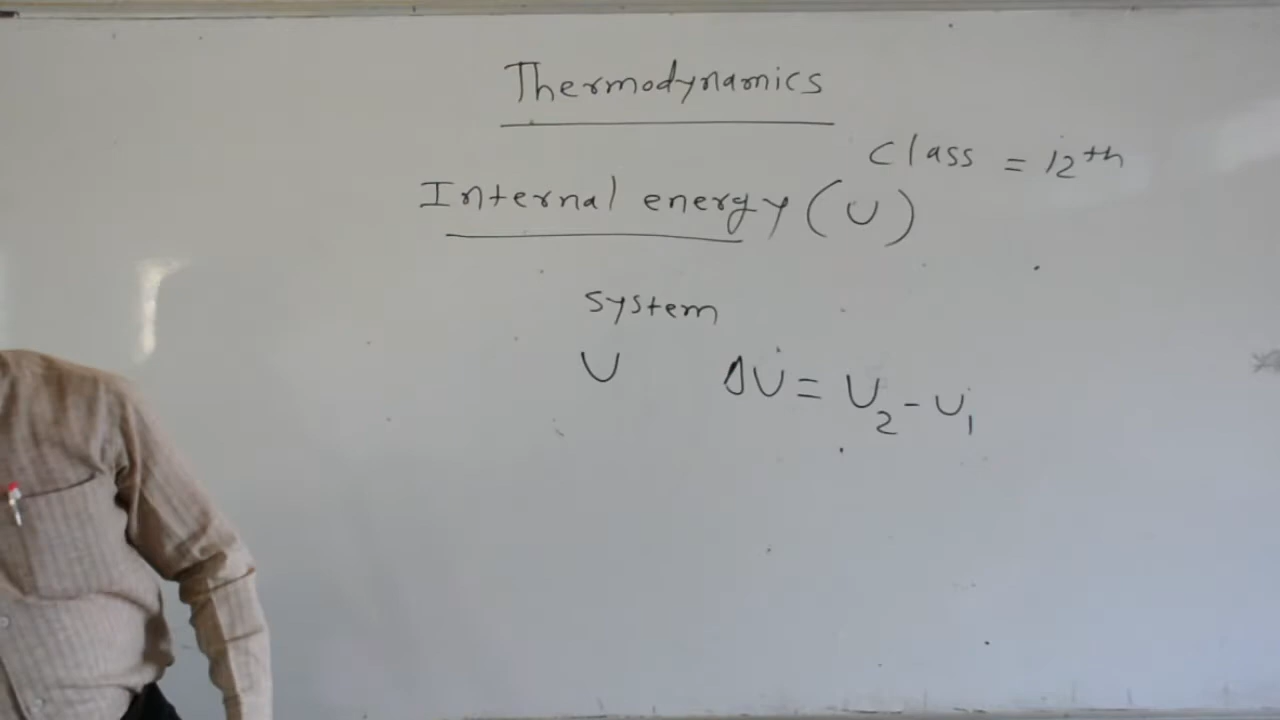 Thermodynamics
Class = 12th
Internal energy (U)
System
U ΔU = U₂ - U₁